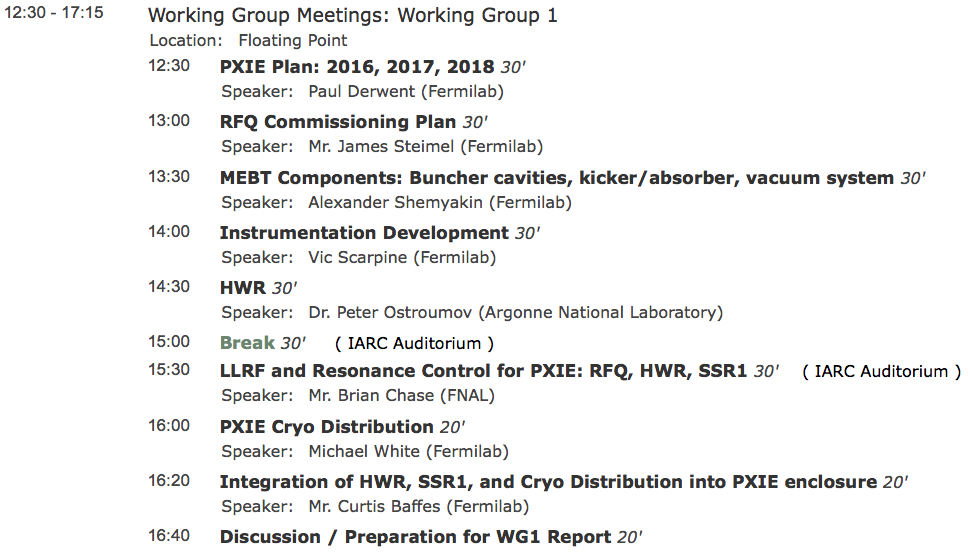 12:30 - 17:15 Working Group Meetings: Working Group 1
Location: Floating Point
12:30 PXIE Plan: 2016, 2017, 2018 30'
Speaker: Paul Derwent (Fermilab)
13:00 RFQ Commissioning Plan 30'
Speaker: Mr. James Steimel (Fermilab)
13:30 MEBT Components: Buncher cavities, kicker/absorber, vacuum system 30'
Speaker: Alexander Shemyakin (Fermilab)
14:00 Instrumentation Development 30'
Speaker: Vic Scarpine (Fermilab)
14:30 HWR 30'
Speaker: Dr. Peter Ostroumov (Argonne National Laboratory)
15:00 Break 30' ( IARC Auditorium )
15:30 LLRF and Resonance Control for PXIE: RFQ, HWR, SSR1 30' ( IARC Auditorium )
Speaker: Mr. Brian Chase (FNAL)
16:00 PXIE Cryo Distribution 20'
Speaker: Michael White (Fermilab)
16:20 Integration of HWR, SSR1, and Cryo Distribution into PXIE enclosure 20'
Speaker: Mr. Curtis Baffes (Fermilab)
16:40 Discussion / Preparation for WG1 Report 20'